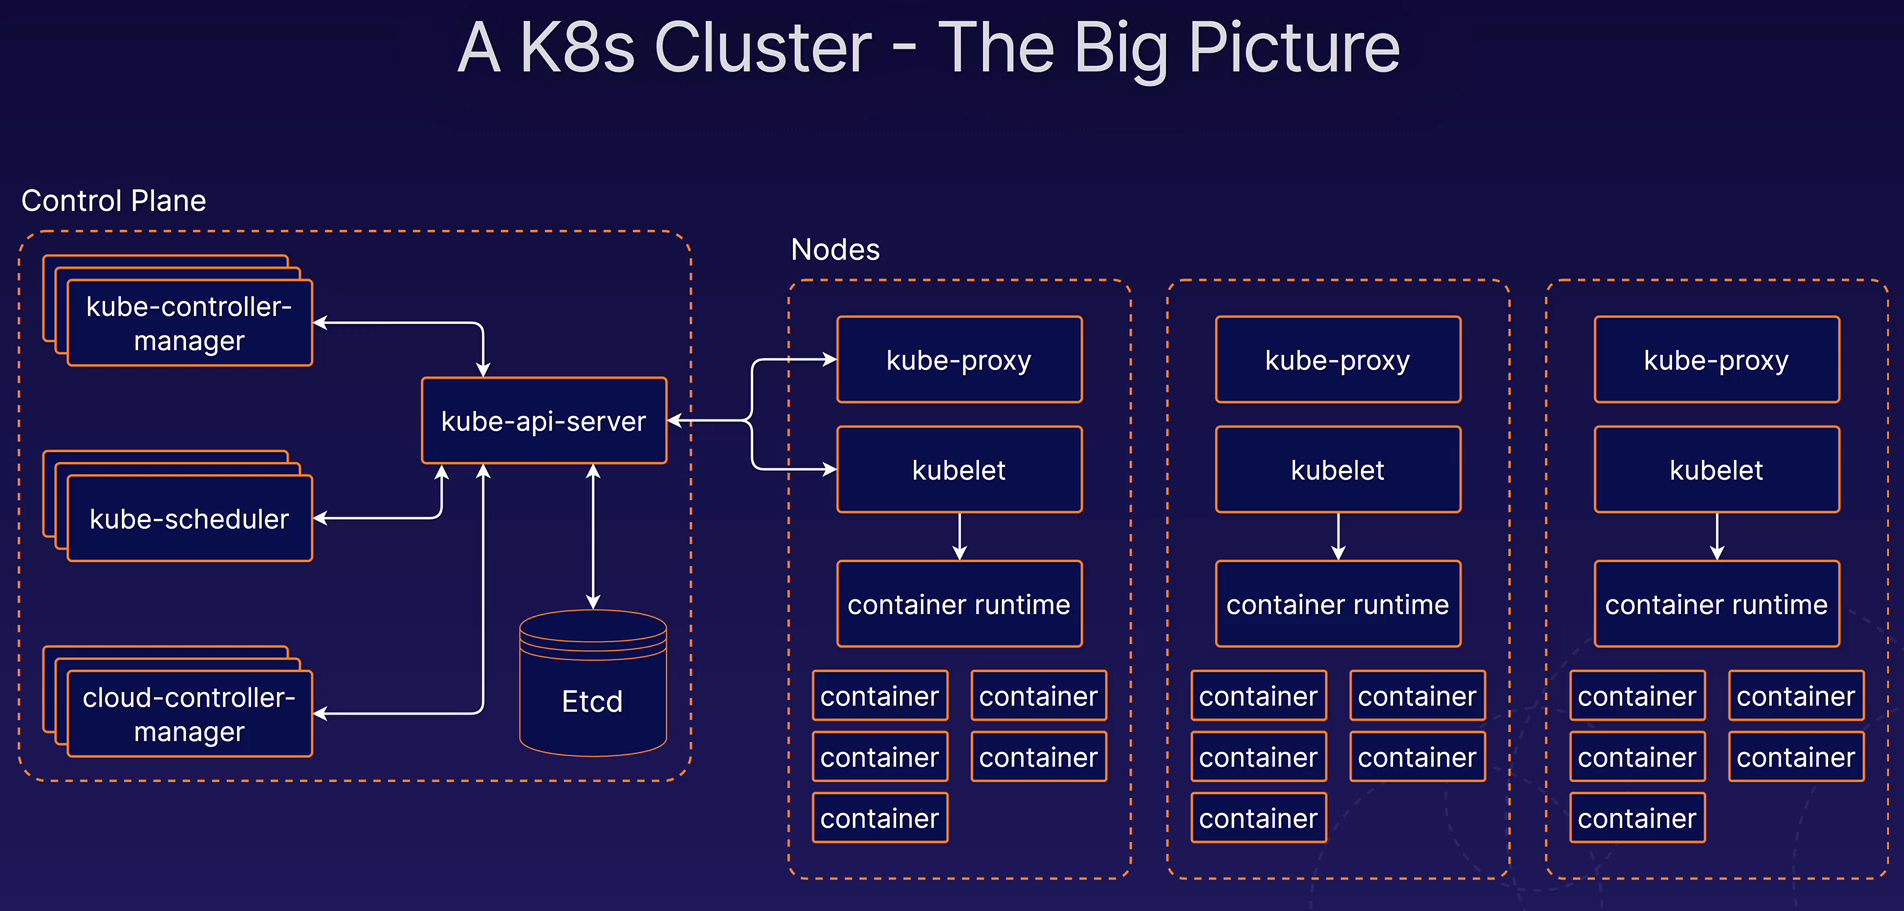 A K8s Cluster - The Big Picture
Control Plane
kube-controller-
manager
kube-api-server
kube-scheduler
cloud-controller-
manager
Etcd
Nodes
kube-proxy
kubelet
container runtime
container
container
container
container
container
kube-proxy
kubelet
container runtime
container
container
container
container
container
kube-proxy
kubelet
container runtime
container
container
container
container
container